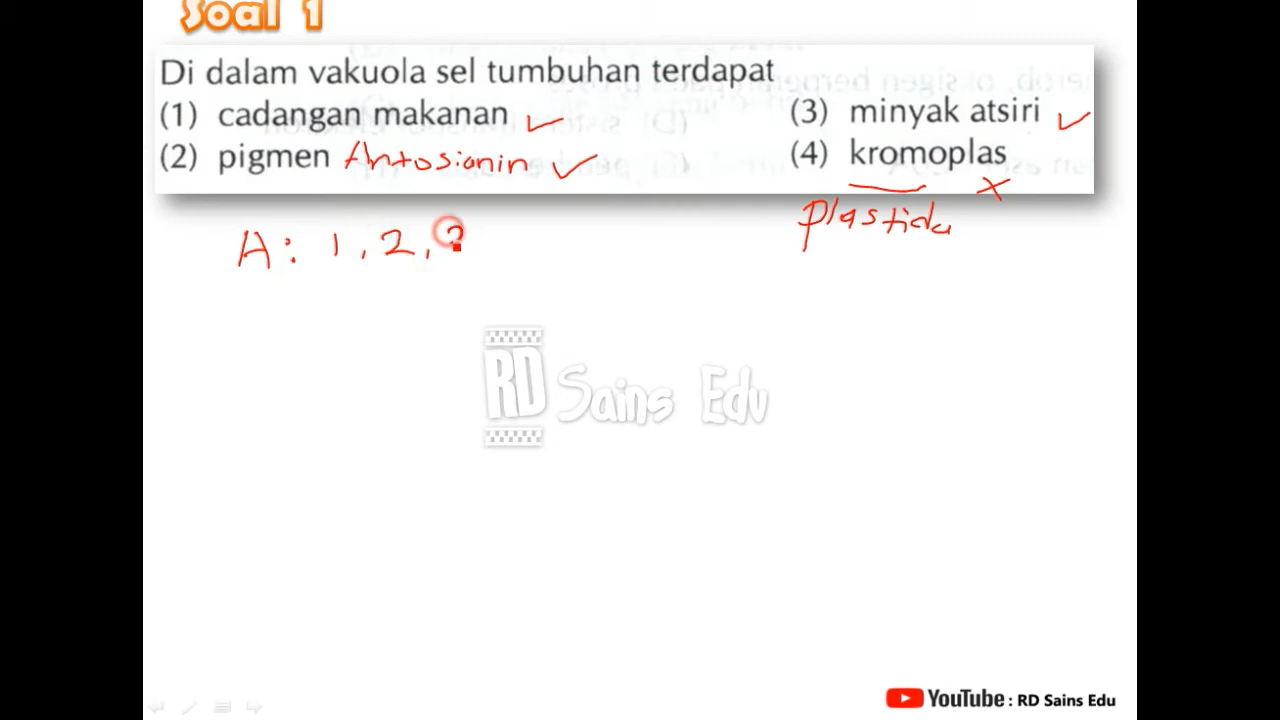 Soal 1
Di dalam vakuola sel tumbuhan terdapat
(1) cadangan makanan
(2) pigmen Antosianin
(3) minyak atsiri
(4) kromoplas
plastida
A: 1, 2, 3
RD Sains Edu
YouTube : RD Sains Edu